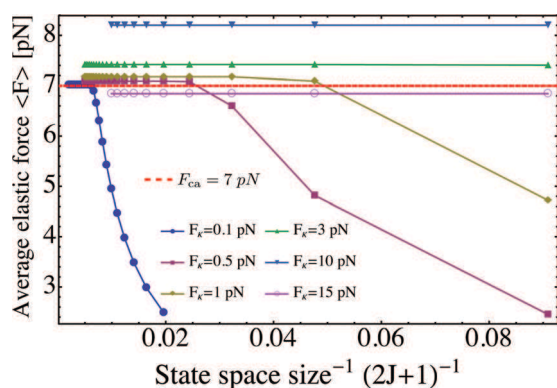 Average elastic force <F> [pN]
8
7
6
5
4
3
F_ca = 7 pN
F_κ=0.1 pN
F_κ=3 pN
F_κ=0.5 pN
F_κ=10 pN
F_κ=1 pN
F_κ=15 pN
0.02
0.04
0.06
0.08
State space size⁻¹ (2J+1)⁻¹